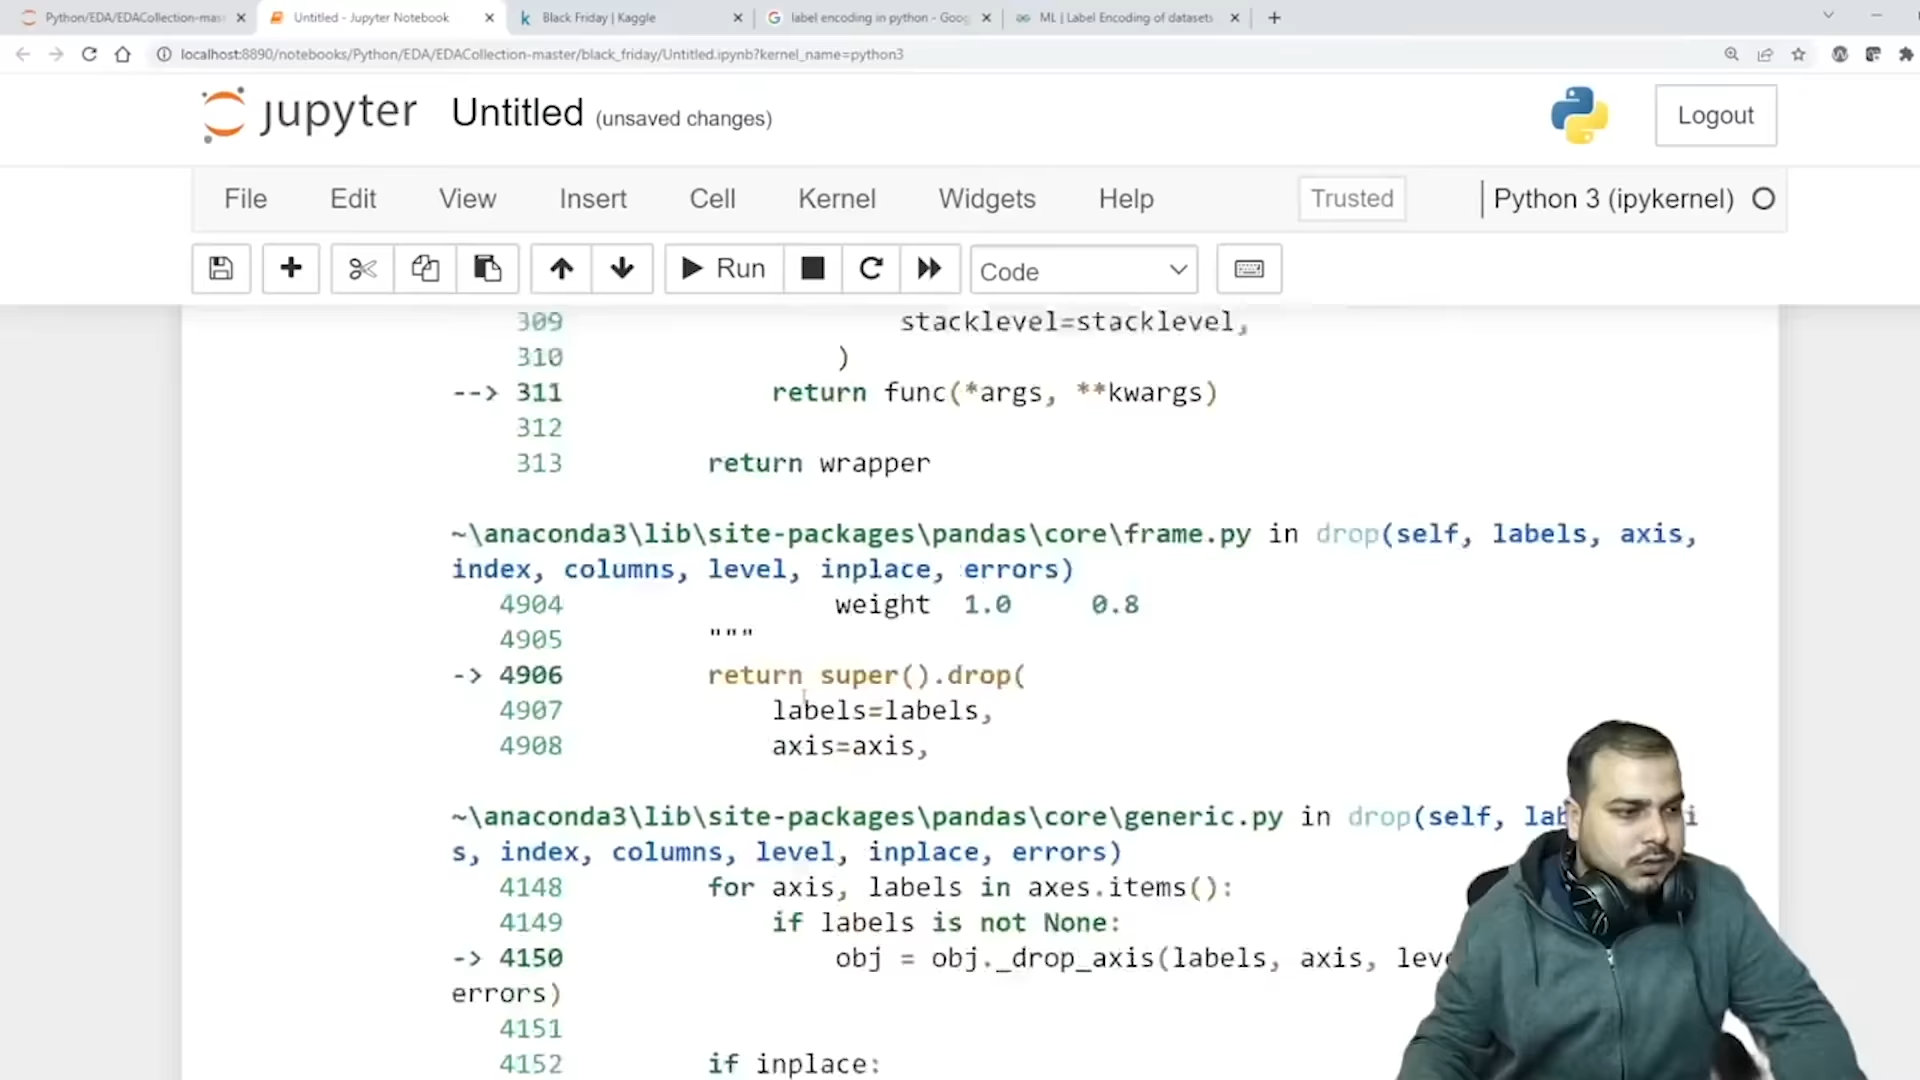 Python/EDA/EDACollection-mas
Untitled - Jupyter Notebook
Black Friday | Kaggle
label encoding in python - Goog
ML | Label Encoding of datasets
localhost:8890/notebooks/Python/EDA/EDACollection-master/black_friday/Untitled.ipynb?kernel_name=python3
jupyter Untitled (unsaved changes)
Logout
File Edit View Insert Cell Kernel Widgets Help Trusted Python 3 (ipykernel)
Run Code
309 stacklevel=stacklevel,
310 )
--> 311 return func(*args, **kwargs)
312
313 return wrapper
~\anaconda3\lib\site-packages\pandas\core\frame.py in drop(self, labels, axis,
index, columns, level, inplace, errors)
4904 weight 1.0 0.8
4905 """
-> 4906 return super().drop(
4907 labels=labels,
4908 axis=axis,
~\anaconda3\lib\site-packages\pandas\core\generic.py in drop(self,
s, index, columns, level, inplace, errors)
4148 for axis, labels in axes.items():
4149 if labels is not None:
-> 4150 obj = obj._drop_axis(labels, axis,
errors)
4151
4152 if inplace: